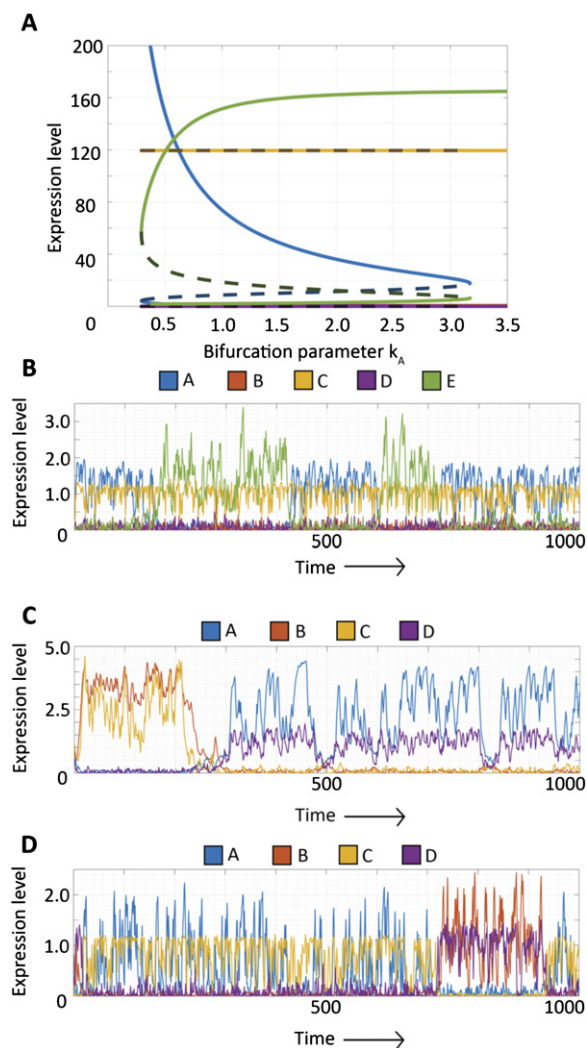 A
Expression level
200
160
120
80
40
0
0.5 1.0 1.5 2.0 2.5 3.0 3.5
Bifurcation parameter kA
B
A B C D E
Expression level
3.0
2.0
1.0
0
500 1000
Time
C
A B C D
Expression level
5.0
2.5
0
500 1000
Time
D
A B C D
Expression level
2.0
1.0
0
500 1000
Time